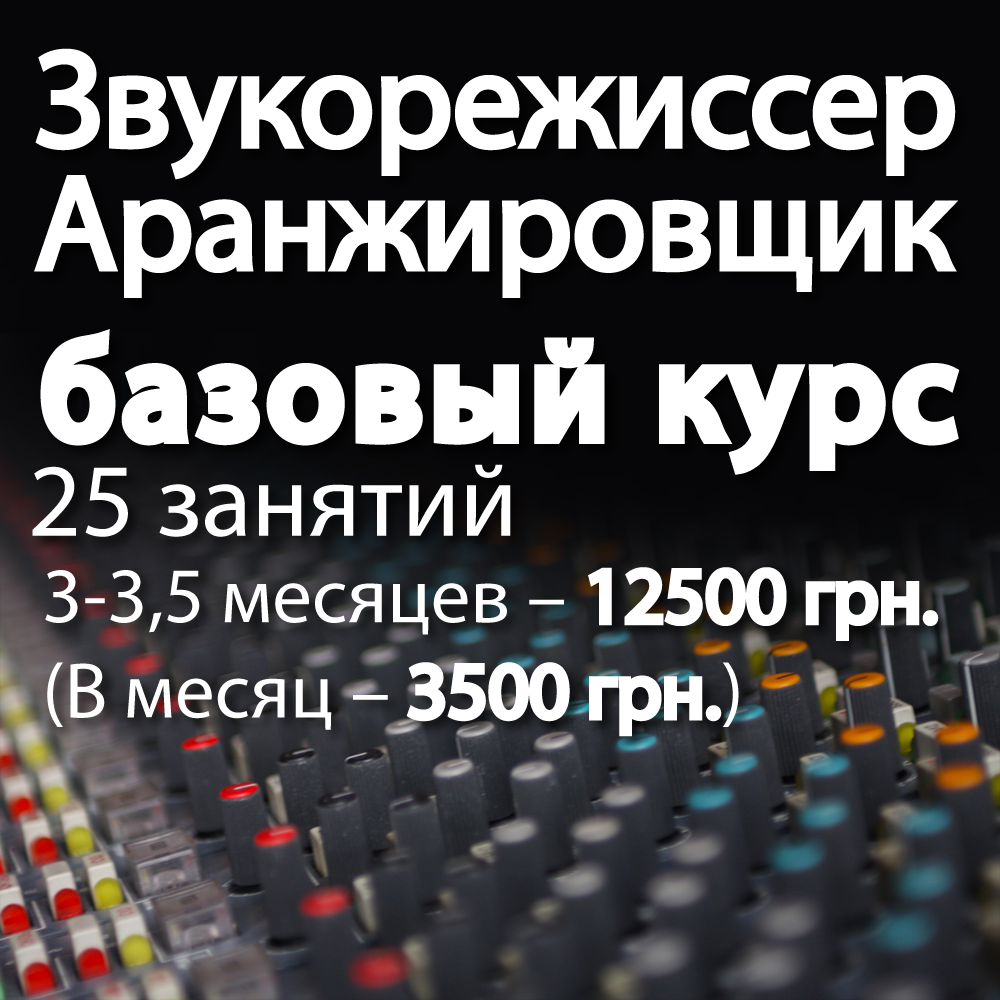 Звукорежиссер
Аранжировщик
базовый курс
25 занятий
3-3,5 месяцев – 12500 грн.
(В месяц – 3500 грн.)